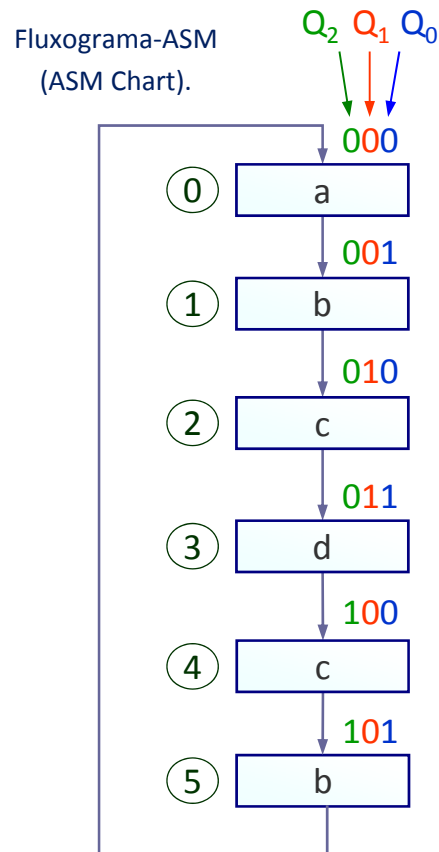 Fluxograma-ASM
(ASM Chart).
Q₂ Q₁ Q₀
000
0 a
001
1 b
010
2 c
011
3 d
100
4 c
101
5 b